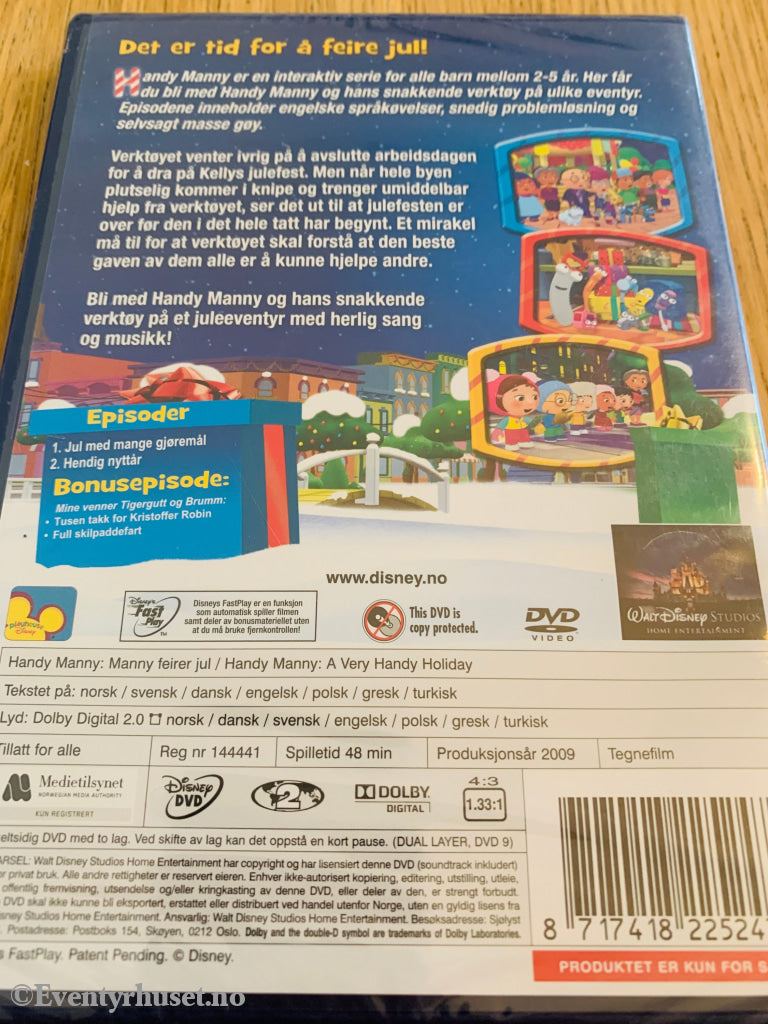 Det er tid for å feire jul!
Handy Manny er en interaktiv serie for alle barn mellom 2-5 år. Her får
du bli med Handy Manny og hans snakkende verktøy på ulike eventyr.
Episodene inneholder engelske språkøvelser, snedig problemløsning og
selvsagt masse gøy.
Verktøyet venter ivrig på å avslutte arbeidsdagen
for å dra på Kellys julefest. Men når hele byen
plutselig kommer i knipe og trenger umiddelbar
hjelp fra verktøyet, ser det ut til at julefesten er
over før den i det hele tatt har begynt. Et mirakel
må til for at verktøyet skal forstå at den beste
gaven av dem alle er å kunne hjelpe andre.
Bli med Handy Manny og hans snakkende
verktøy på et juleeventyr med herlig sang
og musikk!
Episoder
1. Jul med mange gjøremål
2. Hendig nyttår
Bonusepisode:
Mine venner Tigergutt og Brumm:
• Tusen takk for Kristoffer Robin
• Full skilpaddefart
www.disney.no
playhouse
Disney
Disney's
Fast
Play
TM
Disneys FastPlay er en funksjon
som automatisk spiller filmen
samt deler av bonusmateriellet uten
at du må bruke fjernkontrollen!
This DVD is
copy protected.
DVD
VIDEO
WALT DISNEY STUDIOS
HOME ENTERTAINMENT
Handy Manny: Manny feirer jul / Handy Manny: A Very Handy Holiday
Tekstet på: norsk / svensk / dansk / engelsk / polsk / gresk / turkisk
Lyd: Dolby Digital 2.0 norsk / dansk / svensk / engelsk / polsk / gresk / turkisk
Tillatt for alle
Reg nr 144441
Spilletid 48 min
Produksjonsår 2009
Tegnefilm
Medietilsynet
NORWEGIAN MEDIA AUTHORITY
KUN REGISTRERT
Disney
DVD
2
DOLBY
DIGITAL
4:3
1.33:1
eltsidig DVD med to lag. Ved skifte av lag kan det oppstå en kort pause. (DUAL LAYER, DVD 9)
ARSEL: Walt Disney Studios Home Entertainment har copyright og har lisensiert denne DVD (soundtrack inkludert)
r privat bruk. Alle andre rettigheter er reservert eieren. Enhver ikke-autorisert kopiering, editering, utstilling, utleie,
offentlig fremvisning, utsendelse og/eller kringkasting av denne DVD, eller deler av den, er strengt forbudt.
DVD skal ikke kunne bli eksportert, erstattet eller distribuert ved handel utenfor Norge, uten en gyldig lisens fra
sney Studios Home Entertainment. Ansvarlig: Walt Disney Studios Home Entertainment. Besøksadresse: Sjølyst
Postadresse: Postboks 154, Skøyen, 0212 Oslo. Dolby and the double-D symbol are trademarks of Dolby Laboratories.
s FastPlay. Patent Pending. © Disney.
8 717418 22524
PRODUKTET ER KUN FOR S
©Eventyrhuset.no